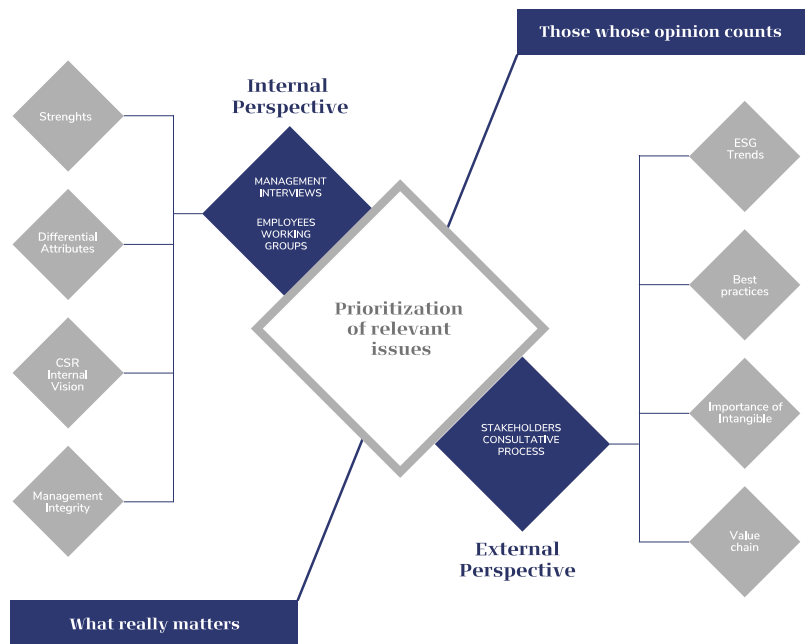 Those whose opinion counts
Internal
Perspective
Strenghts
Differential
Attributes
CSR
Internal
Vision
Management
Integrity
MANAGEMENT
INTERVIEWS
EMPLOYEES
WORKING
GROUPS
Prioritization
of relevant
issues
STAKEHOLDERS
CONSULTATIVE
PROCESS
External
Perspective
ESG
Trends
Best
practices
Importance of
Intangible
Value
chain
What really matters